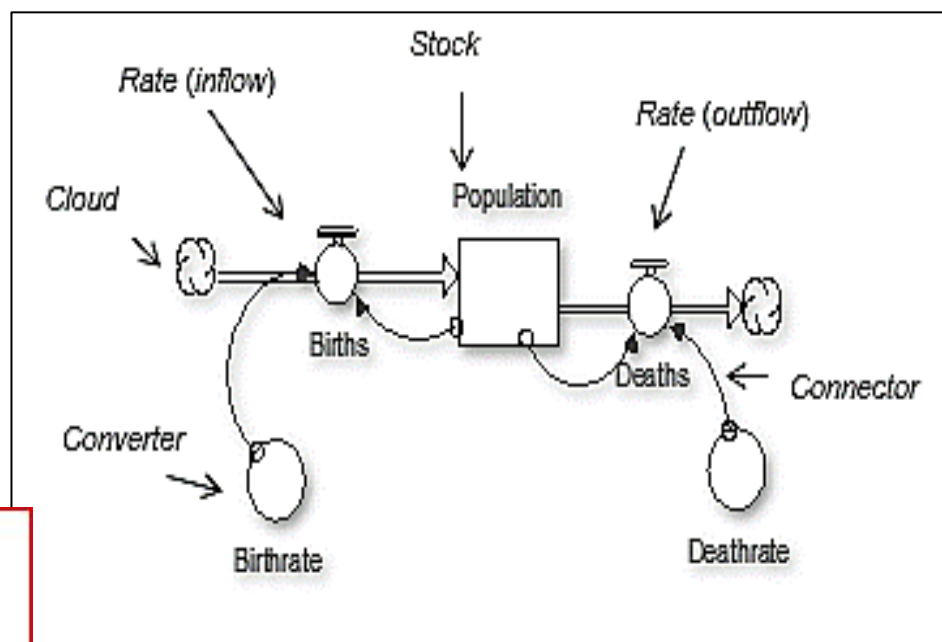 Stock
Rate (inflow)
Rate (outflow)
Cloud
Population
Births
Deaths
Connector
Converter
Birthrate
Deathrate